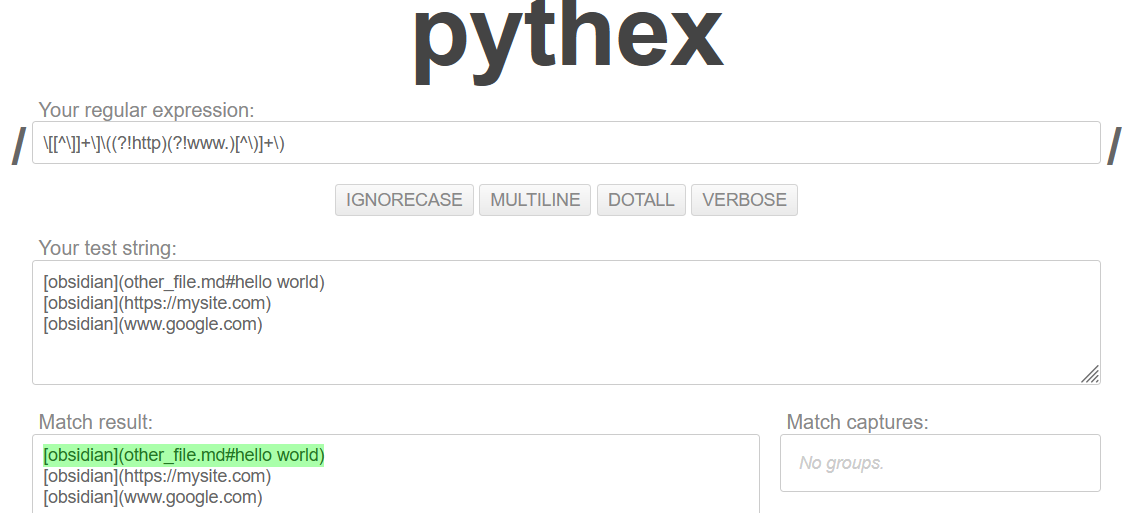 pythex
Your regular expression:
/ \[[^\]]+\]\((?!http)(?!www.)[^\)]+\) /
IGNORECASE MULTILINE DOTALL VERBOSE
Your test string:
[obsidian](other_file.md#hello world)
[obsidian](https://mysite.com)
[obsidian](www.google.com)
Match result:
Match captures:
[obsidian](other_file.md#hello world)
No groups.
[obsidian](https://mysite.com)
[obsidian](www.google.com)